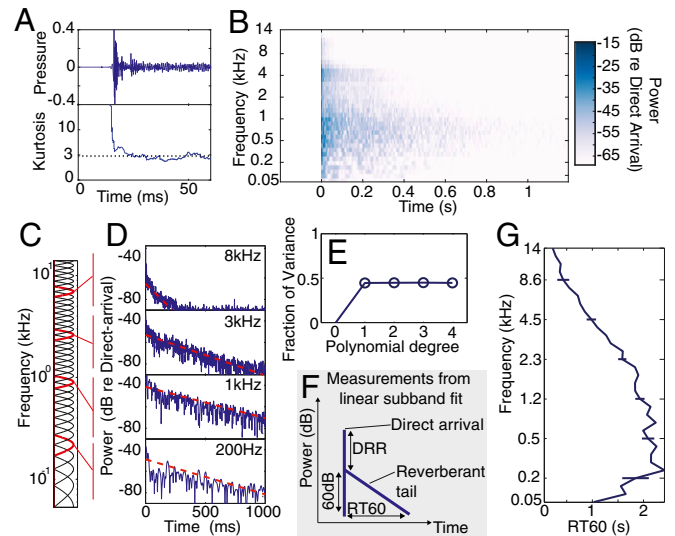 A
Pressure
0.4
0
-0.4
Kurtosis
10
3
0
0
50
Time (ms)
B
Frequency (kHz)
14
4
2
1
0.2
0.05
0
0.2
0.4
0.6
0.8
1
Time (s)
-15
-25
-35
-45
-55
-65
Power
(dB re Direct Arrival)
C
Frequency (kHz)
10¹
10⁰
10⁻¹
D
Power (dB re Direct-arrival)
-40
-80
8kHz
-40
-80
3kHz
-40
-80
1kHz
-40
-80
200Hz
0
500
1000
Time (ms)
E
Fraction of Variance
1
0.5
0
0 1 2 3 4
Polynomial degree
F
Measurements from
linear subband fit
Power (dB)
Direct arrival
DRR
Reverberant
tail
60dB
RT60
Time
G
Frequency (kHz)
14
8.6
4.5
2.3
1.2
0.5
0.2
0.05
0
1
2
RT60 (s)